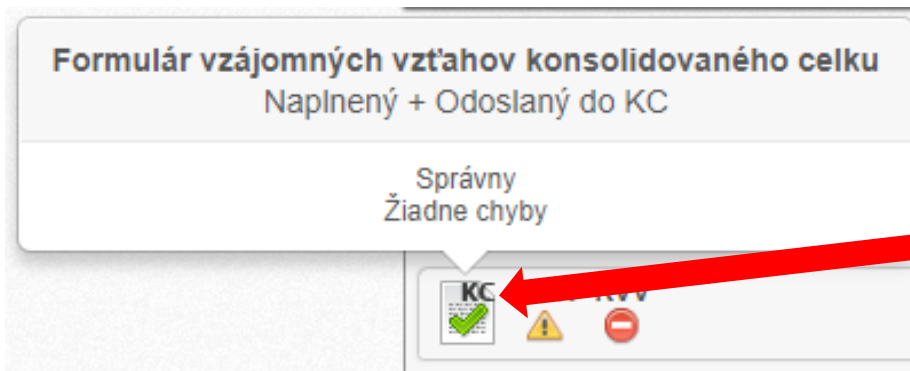 Formulár vzájomných vzťahov konsolidovaného celku
Naplnený + Odoslaný do KC
Správny
Žiadne chyby
KC